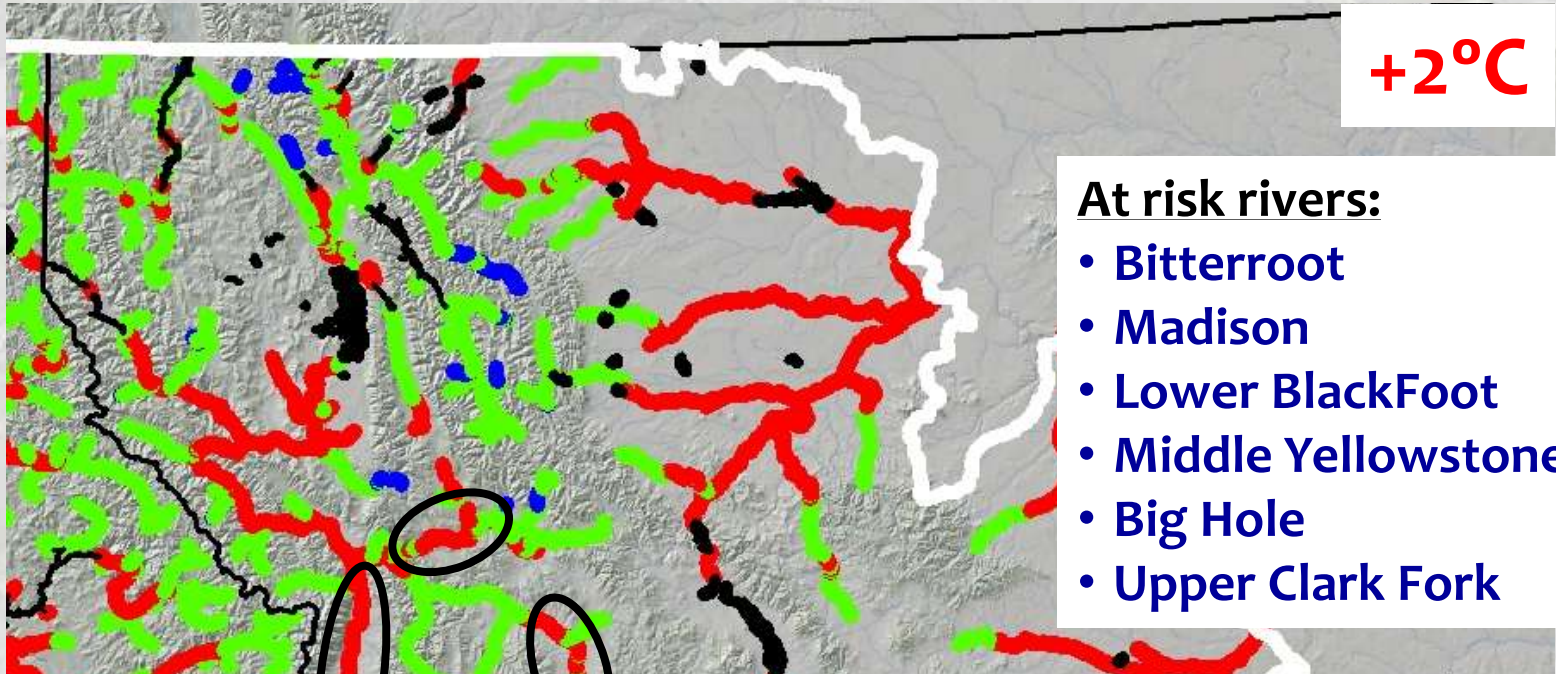 +2°C
At risk rivers:
• Bitterroot
• Madison
• Lower BlackFoot
• Middle Yellowstone
• Big Hole
• Upper Clark Fork